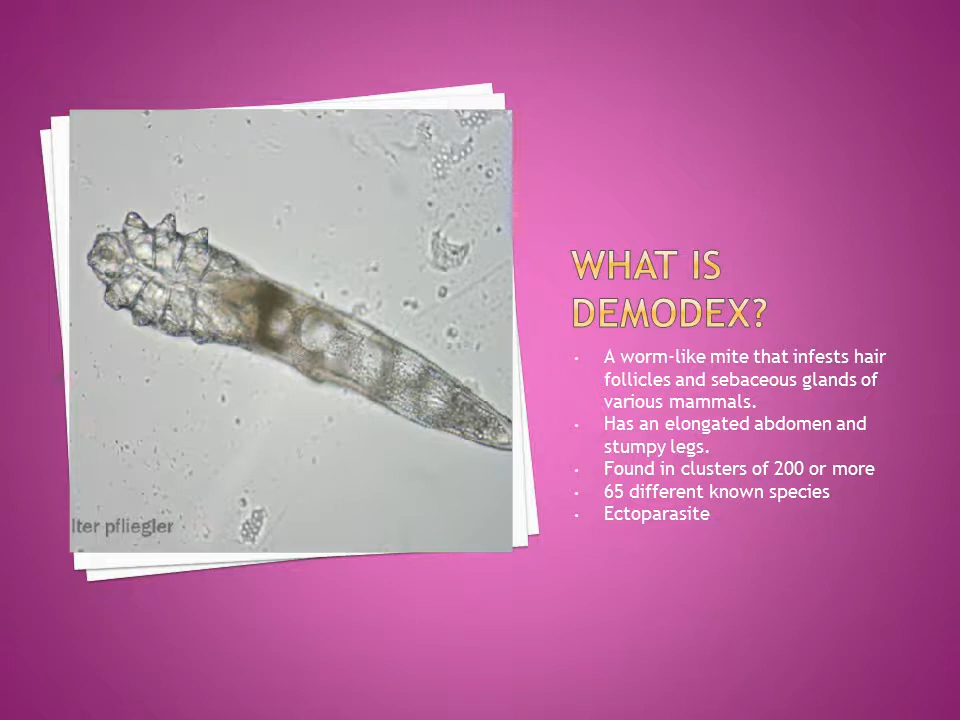 WHAT IS
DEMODEX?
• A worm-like mite that infests hair
follicles and sebaceous glands of
various mammals.
• Has an elongated abdomen and
stumpy legs.
• Found in clusters of 200 or more
• 65 different known species
• Ectoparasite
lter pfliegler